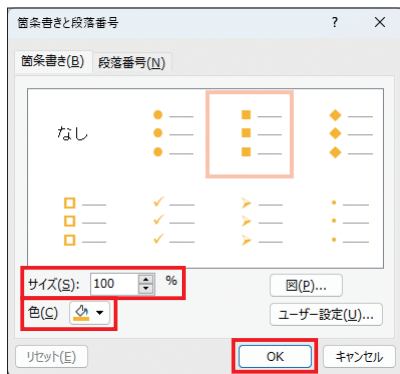 箇条書きと段落番号 ? ×
箇条書き(B) 段落番号(N)
なし
サイズ(S): 100 %
図(P)...
色(C)
ユーザー設定(U)...
リセット(E) OK キャンセル